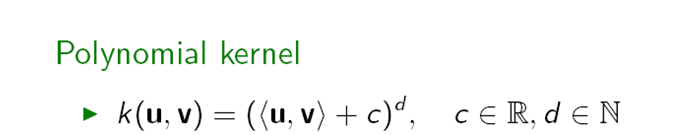 Polynomial kernel
▶ k(𝐮, 𝐯) = (⟨𝐮, 𝐯⟩ + c)ᵈ, c ∈ ℝ, d ∈ ℕ